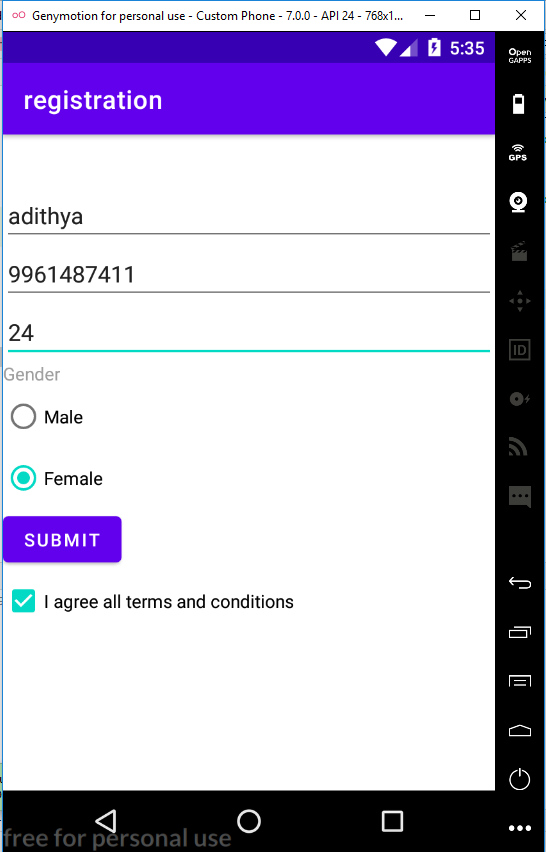 Genymotion for personal use - Custom Phone - 7.0.0 - API 24 - 768x1...
5:35
Open
GAPPS
registration
GPS
adithya
9961487411
24
ID
Gender
Male
Female
SUBMIT
I agree all terms and conditions
free for personal use